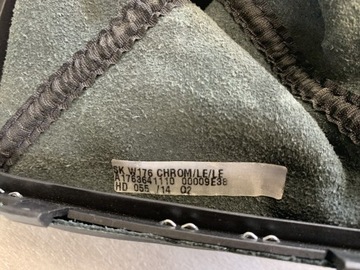 SK W176 CHROM/LE/LE
A1763641110 00009E38
HD 055 /14 02